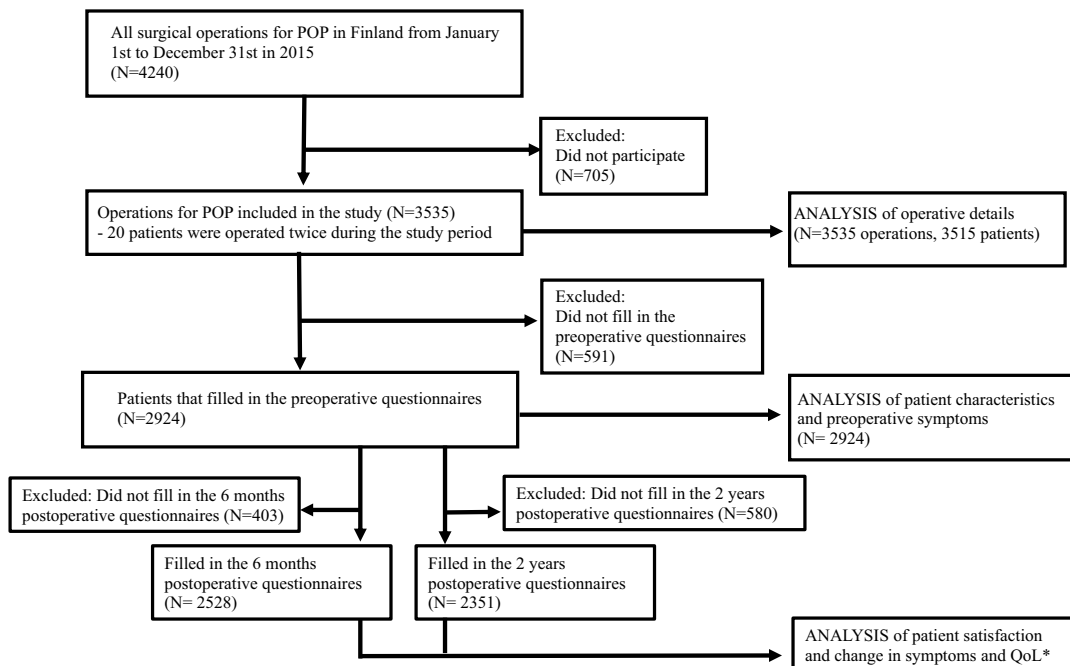 All surgical operations for POP in Finland from January
1st to December 31st in 2015
(N=4240)
Excluded:
Did not participate
(N=705)
Operations for POP included in the study (N=3535)
- 20 patients were operated twice during the study period
ANALYSIS of operative details
(N=3535 operations, 3515 patients)
Excluded:
Did not fill in the
preoperative questionnaires
(N=591)
Patients that filled in the preoperative questionnaires
(N=2924)
ANALYSIS of patient characteristics
and preoperative symptoms
(N= 2924)
Excluded: Did not fill in the 6 months
postoperative questionnaires (N=403)
Excluded: Did not fill in the 2 years
postoperative questionnaires (N=580)
Filled in the 6 months
postoperative questionnaires
(N= 2528)
Filled in the 2 years
postoperative questionnaires
(N= 2351)
ANALYSIS of patient satisfaction
and change in symptoms and QoL*